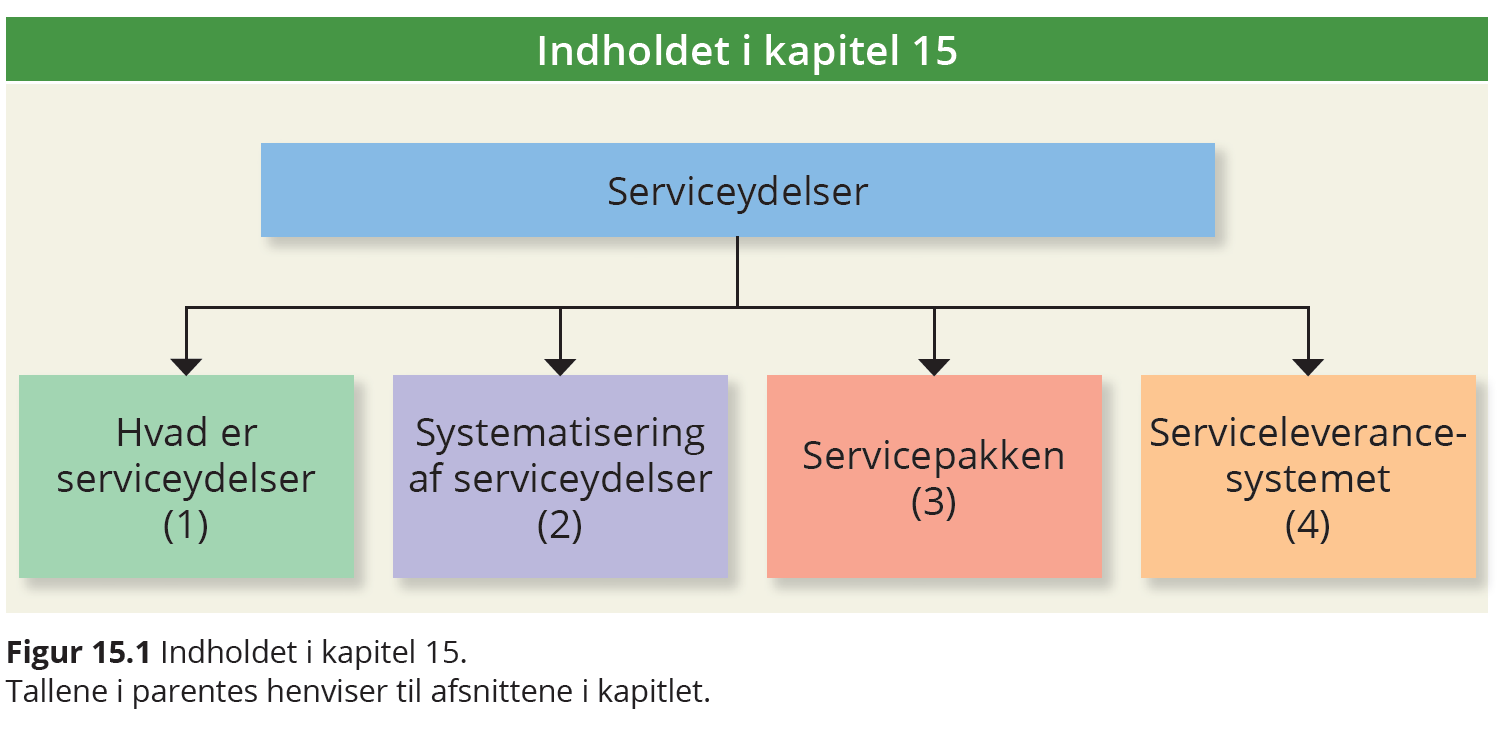 Indholdet i kapitel 15
Serviceydelser
Hvad er
serviceydelser
(1)
Systematisering
af serviceydelser
(2)
Servicepakken
(3)
Serviceleverance-
systemet
(4)
Figur 15.1 Indholdet i kapitel 15.
Tallene i parentes henviser til afsnittene i kapitlet.